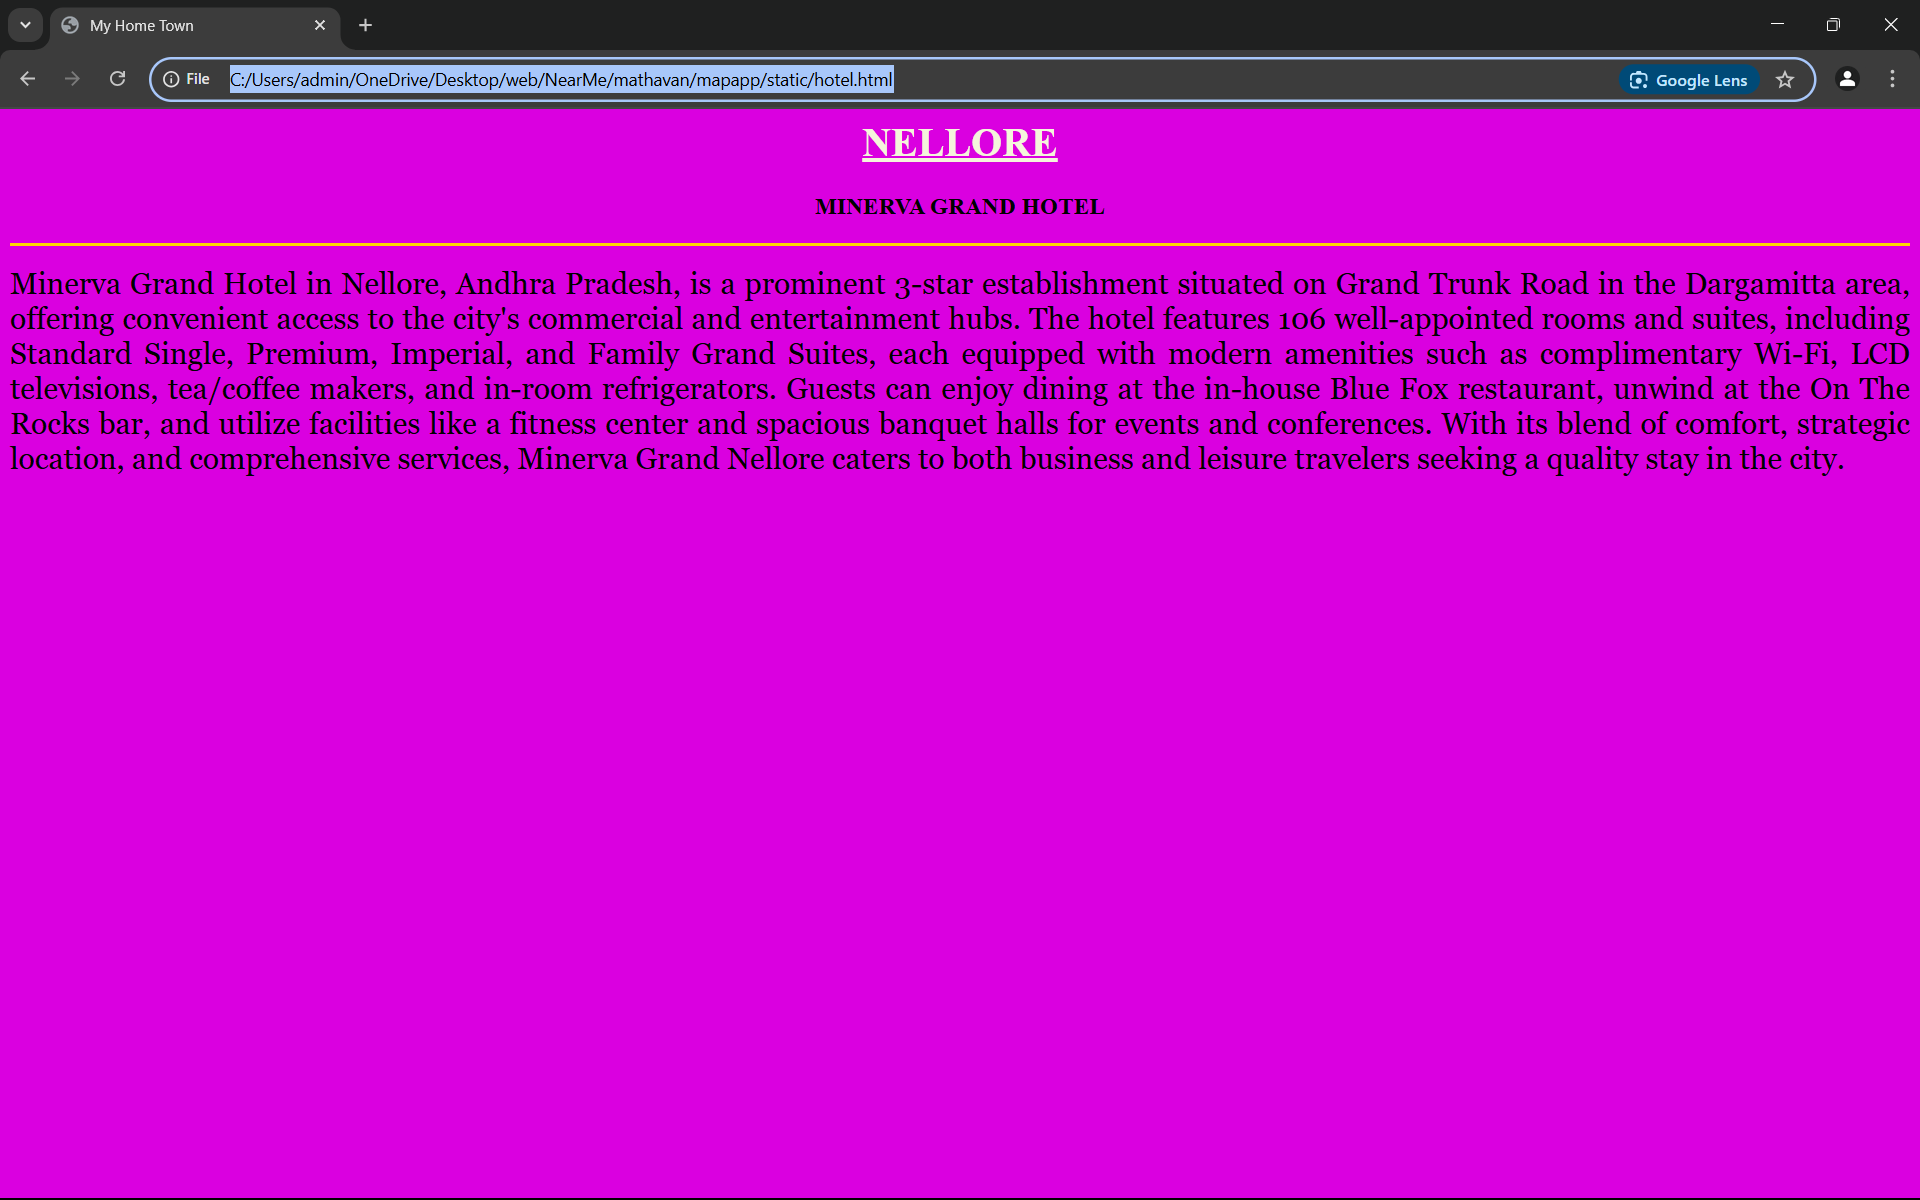 My Home Town
File
C:/Users/admin/OneDrive/Desktop/web/NearMe/mathavan/mapapp/static/hotel.html
Google Lens
NELLORE
MINERVA GRAND HOTEL
Minerva Grand Hotel in Nellore, Andhra Pradesh, is a prominent 3-star establishment situated on Grand Trunk Road in the Dargamitta area,
offering convenient access to the city's commercial and entertainment hubs. The hotel features 106 well-appointed rooms and suites, including
Standard Single, Premium, Imperial, and Family Grand Suites, each equipped with modern amenities such as complimentary Wi-Fi, LCD
televisions, tea/coffee makers, and in-room refrigerators. Guests can enjoy dining at the in-house Blue Fox restaurant, unwind at the On The
Rocks bar, and utilize facilities like a fitness center and spacious banquet halls for events and conferences. With its blend of comfort, strategic
location, and comprehensive services, Minerva Grand Nellore caters to both business and leisure travelers seeking a quality stay in the city.